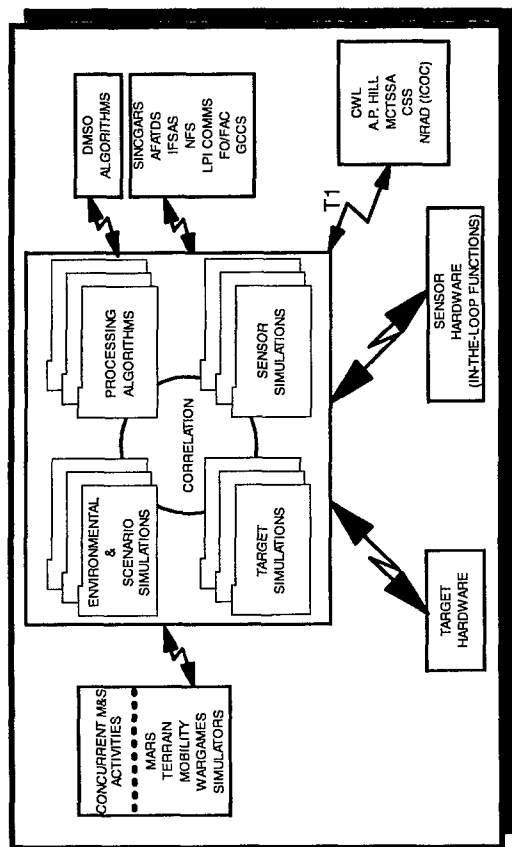 CONCURRENT M&S
ACTIVITIES
MARS
TERRAIN
MOBILITY
WARGAMES
SIMULATORS
ENVIRONMENTAL
&
SCENARIO
SIMULATIONS
PROCESSING
ALGORITHMS
CORRELATION
TARGET
SIMULATIONS
SENSOR
SIMULATIONS
DMSO
ALGORITHMS
SINCGARS
AFATDS
IFSAS
NFS
LPI COMMS
FO/FAC
GCCS
T1
CWL
A.P. HILL
MCTSSA
CSS
NRAD (ICOC)
TARGET
HARDWARE
SENSOR
HARDWARE
(IN-THE-LOOP FUNCTIONS)